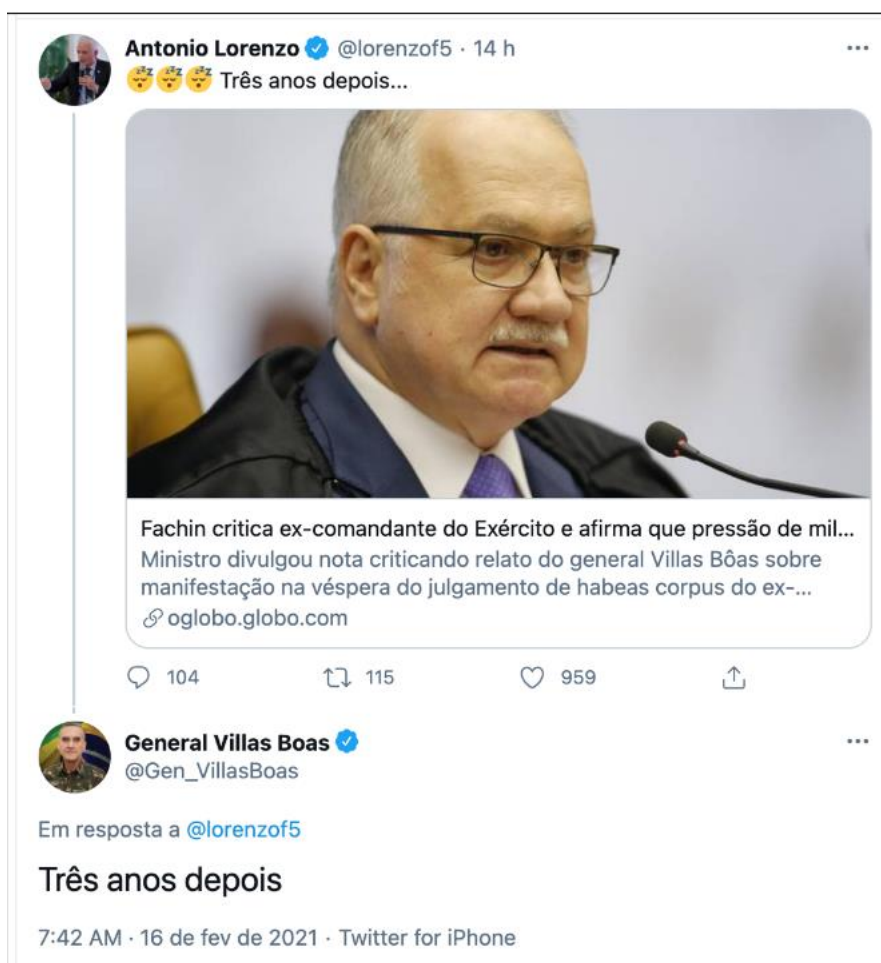 Antonio Lorenzo @lorenzof5 · 14 h
Três anos depois...
Fachin critica ex-comandante do Exército e afirma que pressão de mil...
Ministro divulgou nota criticando relato do general Villas Bôas sobre
manifestação na véspera do julgamento de habeas corpus do ex-...
oglobo.globo.com
104 115 959
General Villas Boas
@Gen_VillasBoas
Em resposta a @lorenzof5
Três anos depois
7:42 AM · 16 de fev de 2021 · Twitter for iPhone